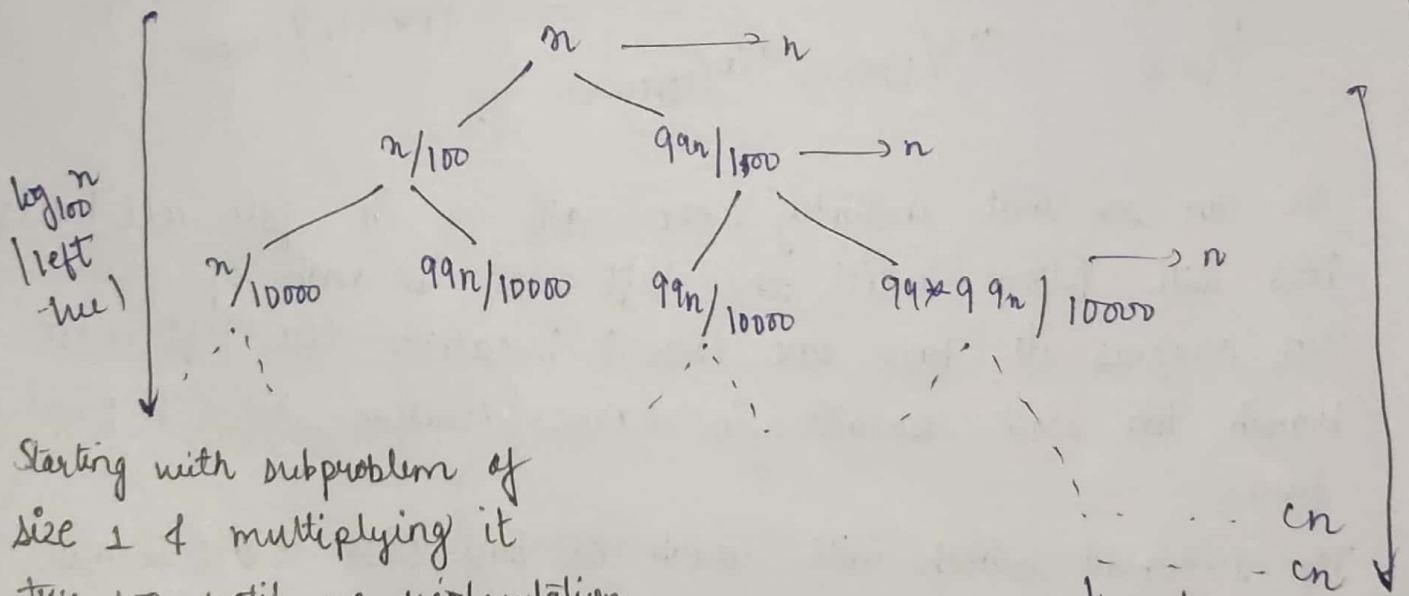 n → n
n/100 99n/100 → n
log₁₀₀n
(left
tree)
n/10000 99n/10000 99n/10000 99*99n/10000 → n
Starting with subproblem of
size 1 & multiplying it
cn
cn